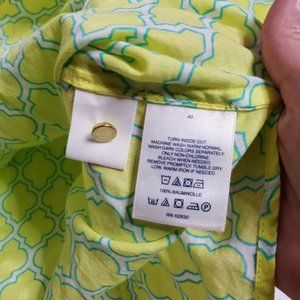 40
TURN INSIDE OUT.
MACHINE WASH WARM NORMAL.
WASH DARK COLORS SEPARATELY.
ONLY NON-CHLORINE
BLEACH WHEN NEEDED.
REMOVE PROMPTLY. TUMBLE DRY
LOW, WARM IRON IF NEEDED.
100% BAUMWOLLE
RN 62830